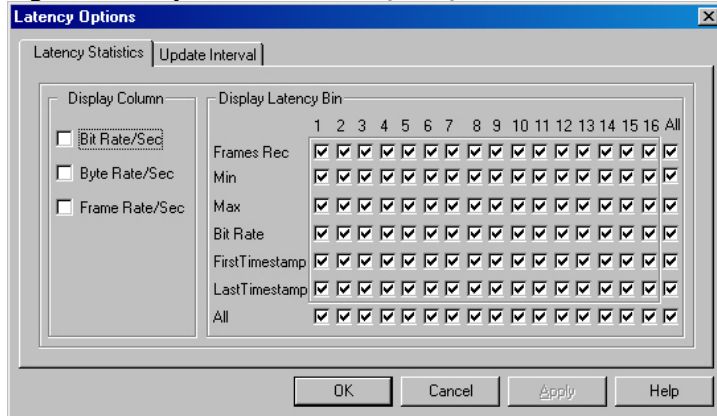 Latency Options
Latency Statistics Update Interval
Display Column
Bit Rate/Sec
Byte Rate/Sec
Frame Rate/Sec
Display Latency Bin
1 2 3 4 5 6 7 8 9 10 11 12 13 14 15 16 All
Frames Rec
Min
Max
Bit Rate
FirstTimestamp
LastTimestamp
All
OK Cancel Apply Help